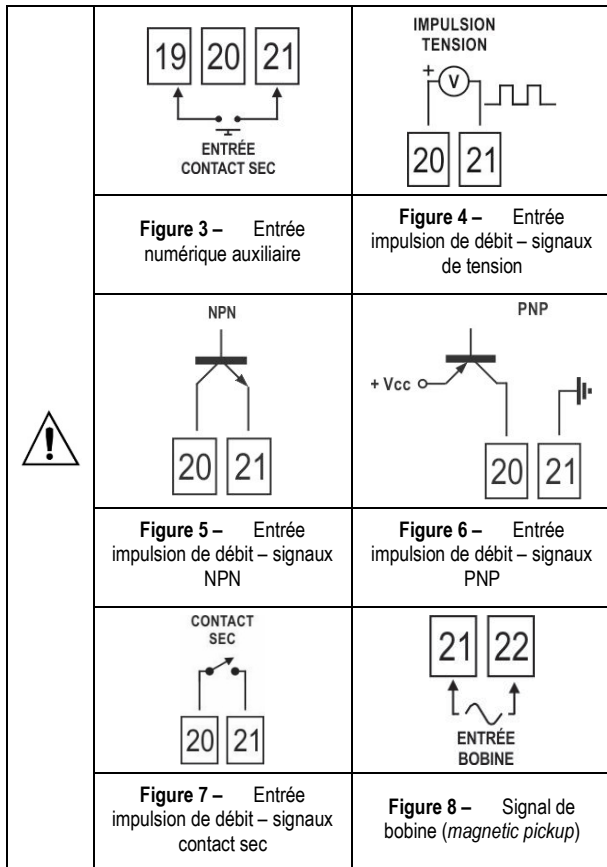 19 20 21
ENTRÉE
CONTACT SEC
IMPULSION
TENSION
+ V
20 21
Figure 3 – Entrée
numérique auxiliaire
Figure 4 – Entrée
impulsion de débit – signaux
de tension
NPN
20 21
PNP
+ Vcc
20 21
Figure 5 – Entrée
impulsion de débit – signaux
NPN
Figure 6 – Entrée
impulsion de débit – signaux
PNP
CONTACT
SEC
20 21
21 22
ENTRÉE
BOBINE
Figure 7 – Entrée
impulsion de débit – signaux
contact sec
Figure 8 – Signal de
bobine (magnetic pickup)